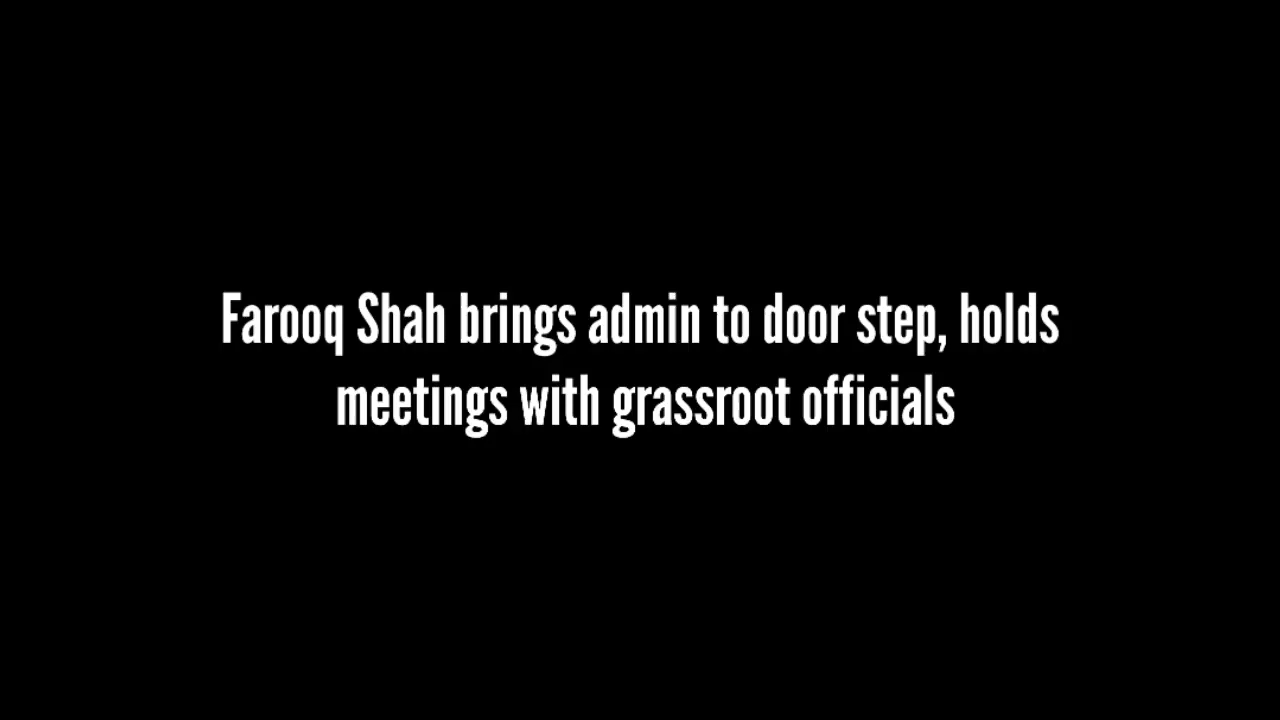 Farooq Shah brings admin to door step, holds
meetings with grassroot officials